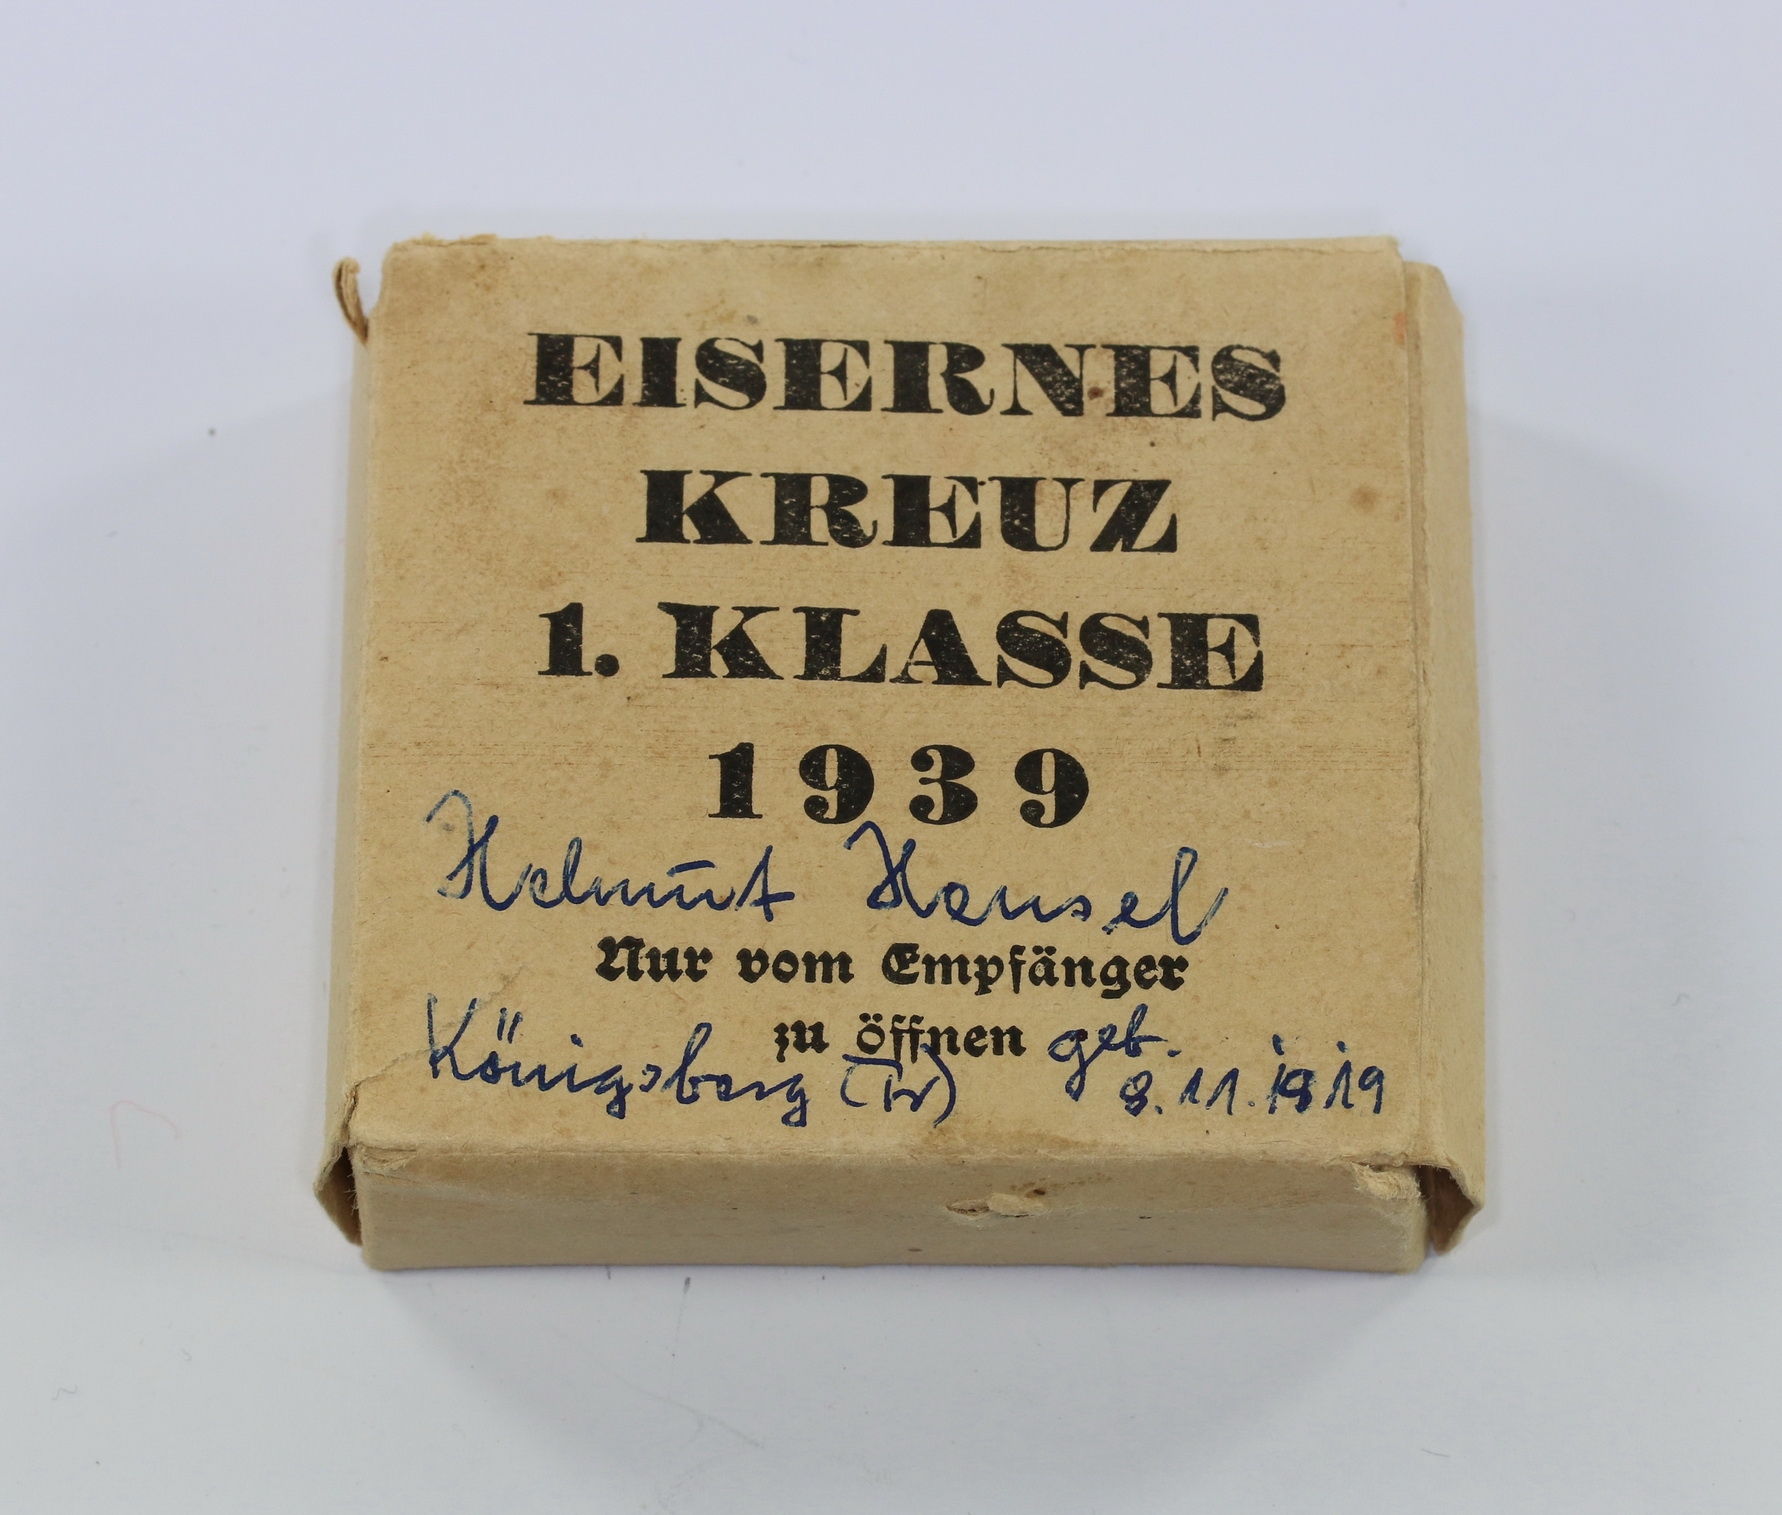 EISERNES
KREUZ
1. KLASSE
1939
Helmut Hensel
Nur vom Empfänger
zu öffnen geb.
Königsberg (Pr) 8.11.1919